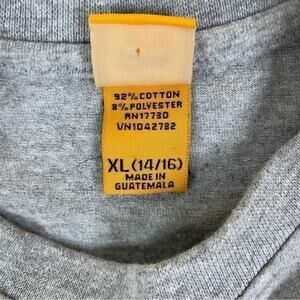 92% COTTON
8% POLYESTER
RN17730
VN1042782
XL (14/16)
MADE IN
GUATEMALA